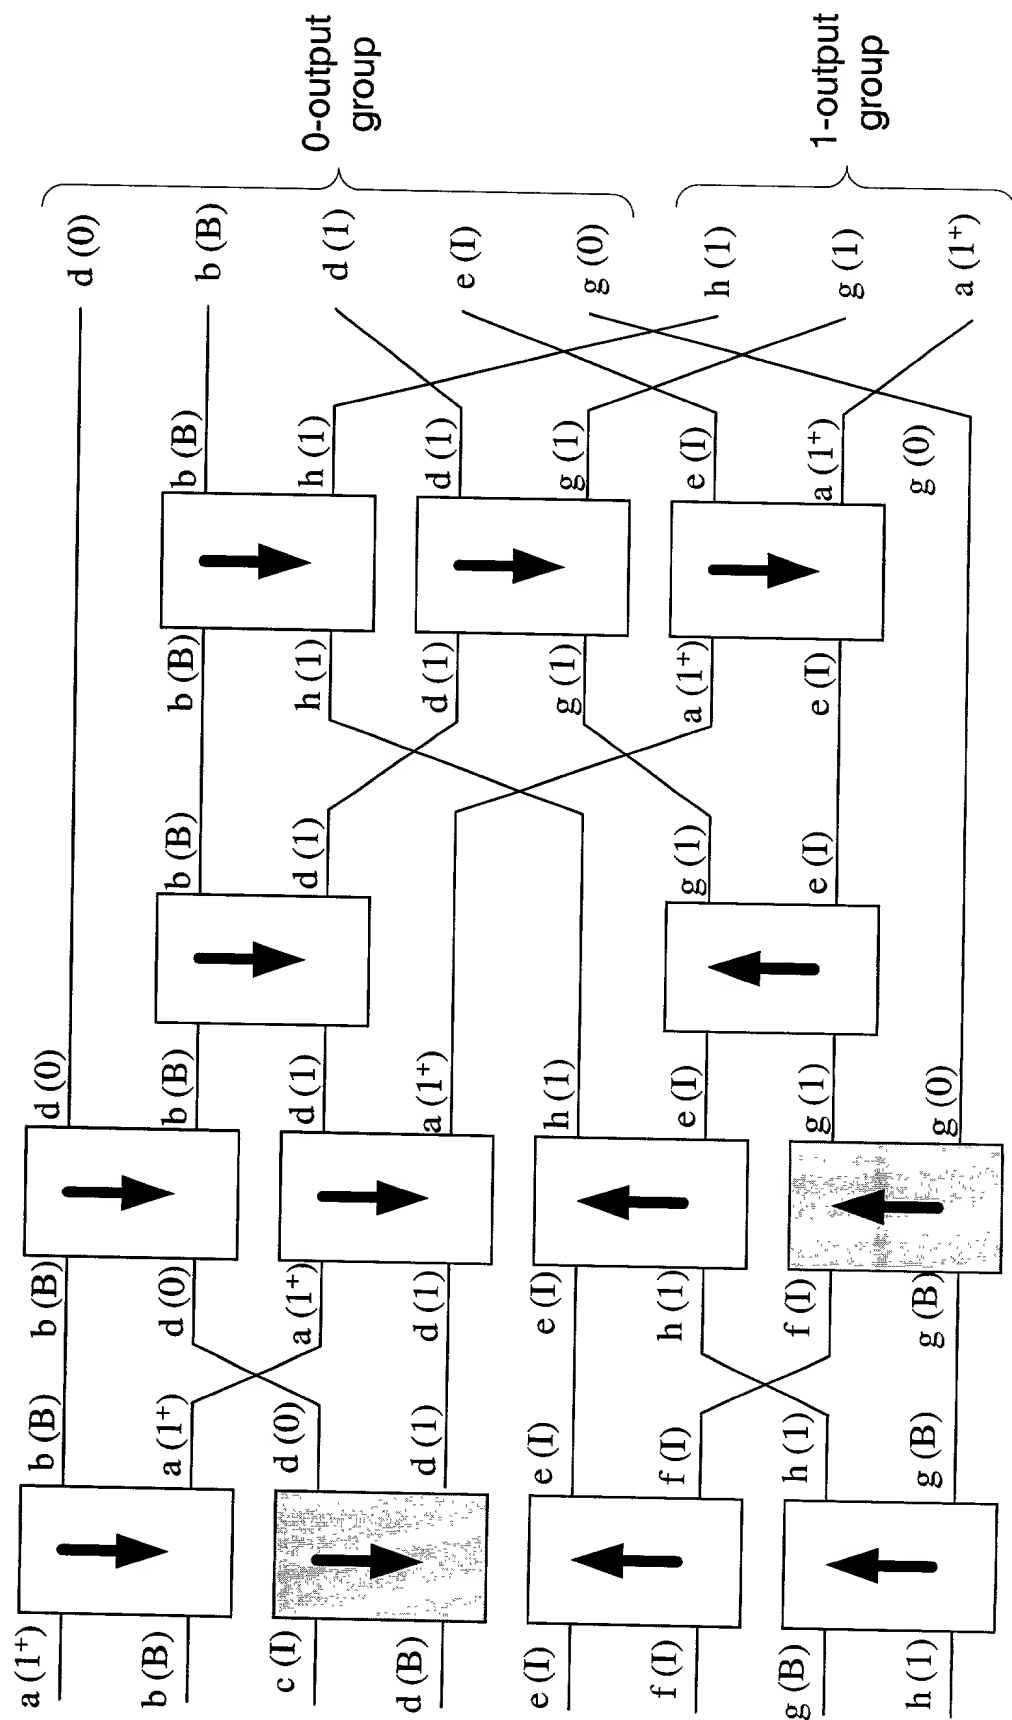 a (1⁺)
b (B)
c (I)
d (B)
e (I)
f (I)
g (B)
h (1)
b (B)
a (1⁺)
d (0)
d (1)
e (I)
f (I)
h (1)
g (B)
b (B)
d (0)
a (1⁺)
d (1)
e (I)
h (1)
f (I)
g (B)
d (0)
b (B)
d (1)
a (1⁺)
h (1)
e (I)
g (1)
g (0)
b (B)
d (1)
g (1)
e (I)
b (B)
h (1)
d (1)
g (1)
a (1⁺)
e (I)
b (B)
h (1)
d (1)
g (1)
e (I)
a (1⁺)
g (0)
d (0)
b (B)
d (1)
e (I)
g (0)
h (1)
g (1)
a (1⁺)
0-output
group
1-output
group